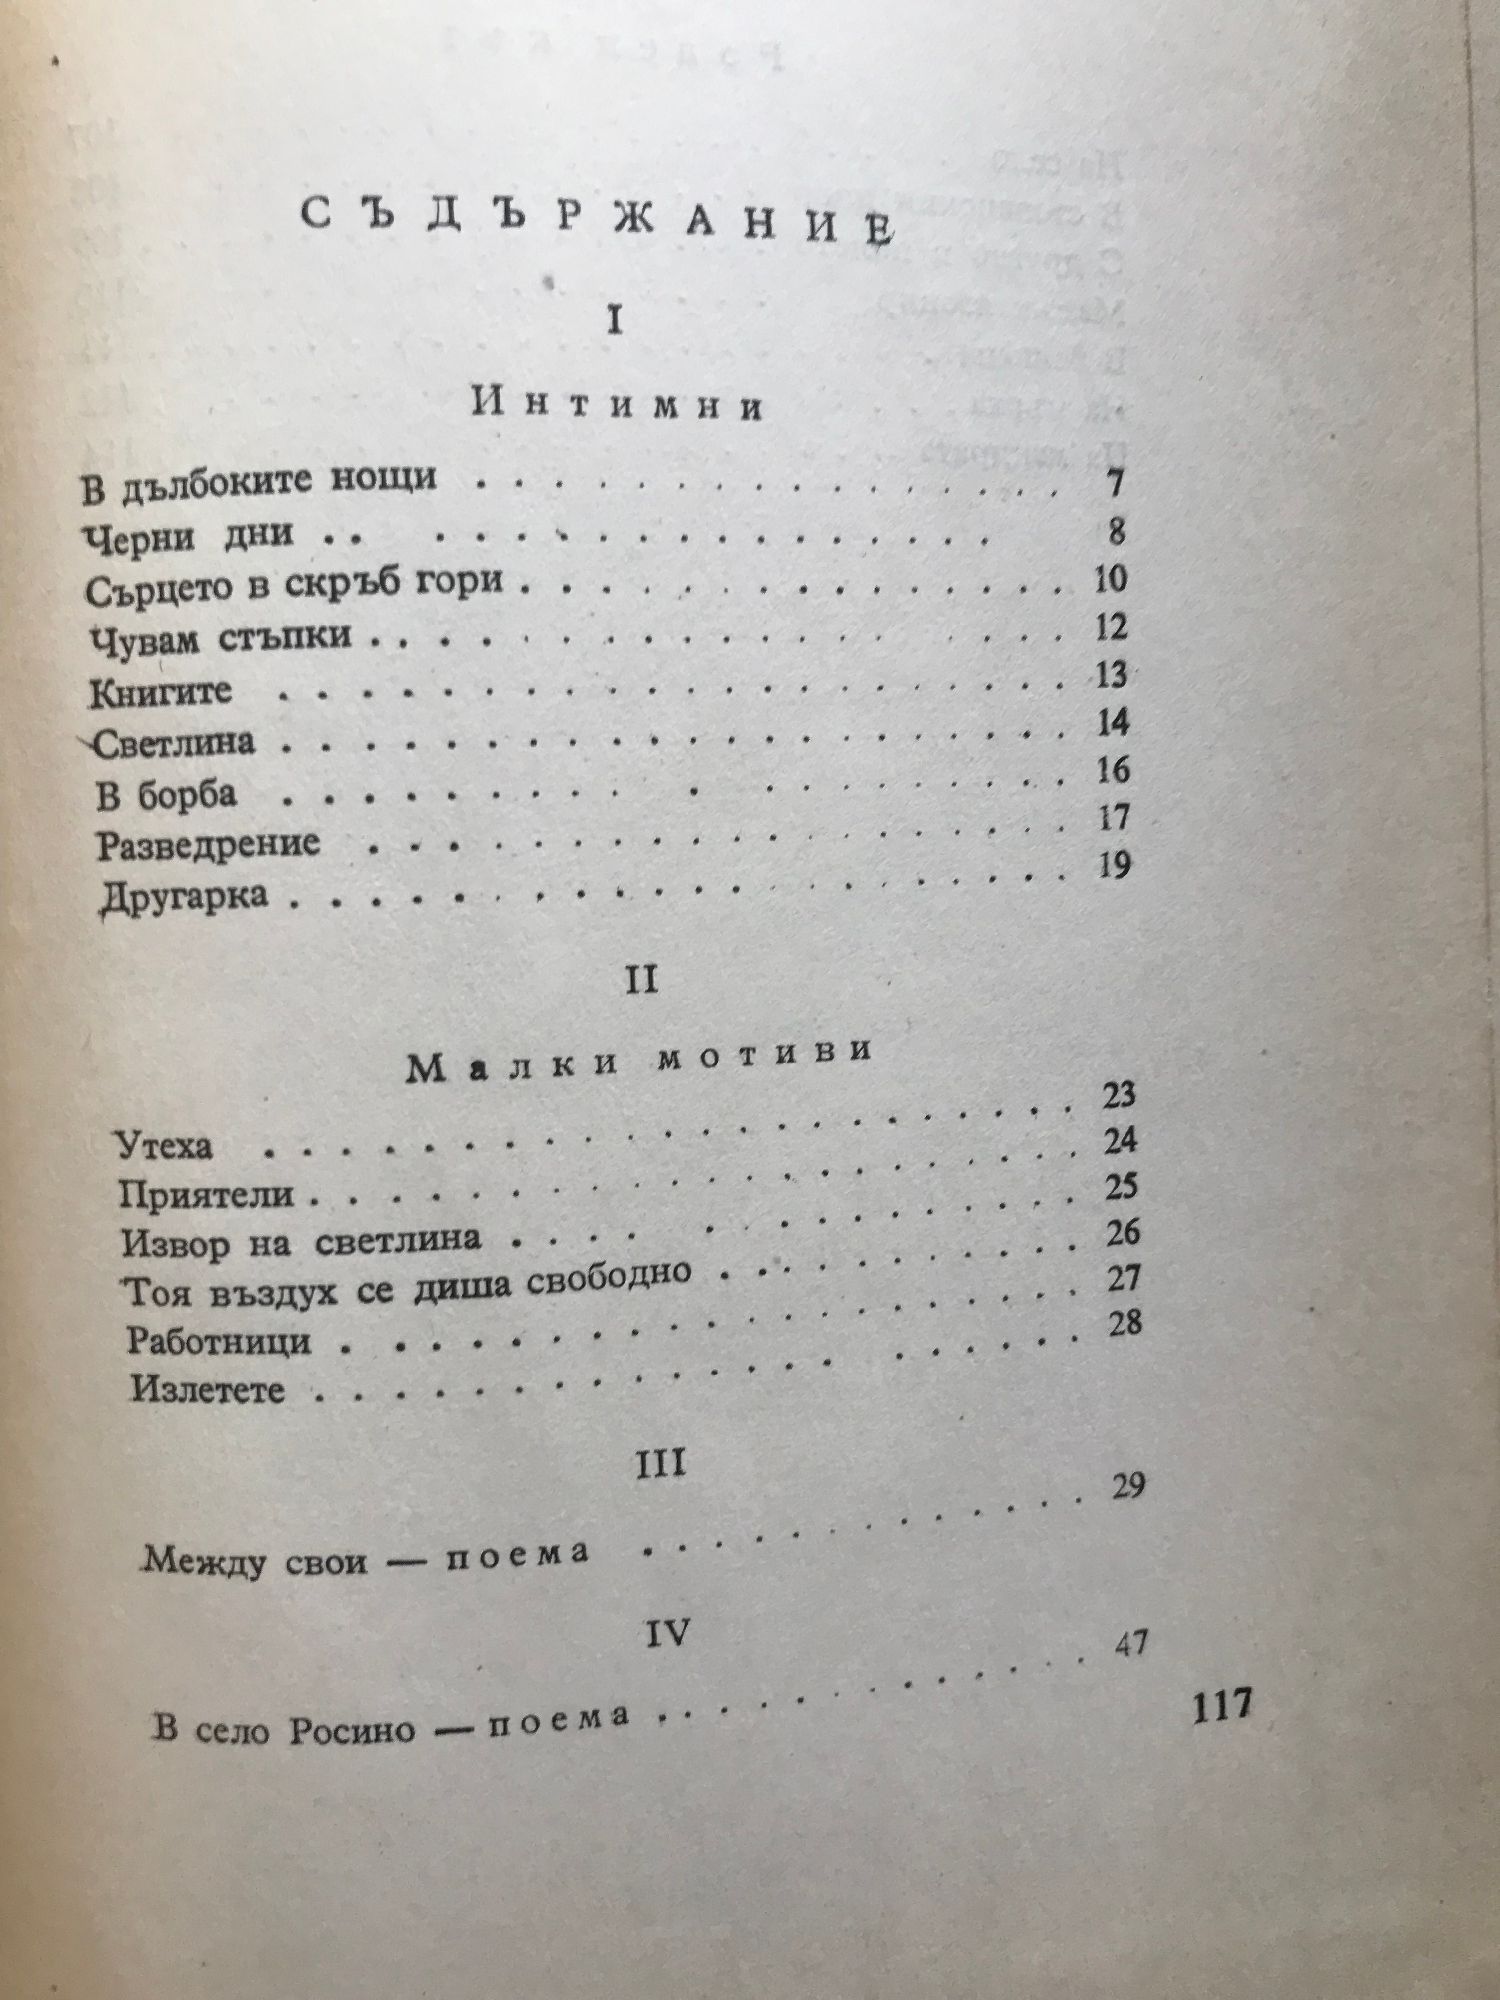 СЪДЪРЖАНИЕ
I
Интимни
В дълбоките нощи . . . . . . . . . . . . . . . 7
Черни дни . . . . . . . . . . . . . . . . . 8
Сърцето в скръб гори . . . . . . . . . . . . . . 10
Чувам стъпки . . . . . . . . . . . . . . . . . 12
Книгите . . . . . . . . . . . . . . . . . . . . 13
Светлина . . . . . . . . . . . . . . . . . . . . 14
В борба . . . . . . . . . . . . . . . . . . 16
Разведрение . . . . . . . . . . . . . . . . . . 17
Другарка . . . . . . . . . . . . . . . . . . . . 19
II
Малки мотиви
Утеха . . . . . . . . . . . . . . . . . . . . . 23
Приятели . . . . . . . . . . . . . . . . . . . . 24
Извор на светлина . . . . . . . . . . . . . . 25
Тоя въздух се диша свободно . . . . . . . . . . 26
Работници . . . . . . . . . . . . . . . . . . . 27
Излетете . . . . . . . . . . . . . . . . . . . 28
III
Между свои — поема . . . . . . . . . . . . 29
IV
В село Росино — поема . . . . . . . . . . . . 47
117